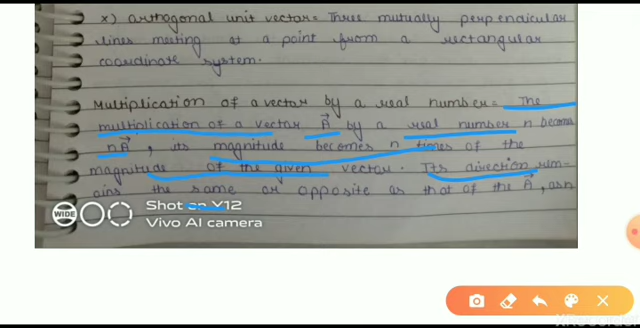 x) orthogonal unit vector = Three mutually perpendicular
lines meeting at a point from a rectangular
coordinate system.
Multiplication of a vector by a real number = The
multiplication of a vector A⃗ by a real number n become
nA⃗, its magnitude becomes n times of the
magnitude of the given vector. Its direction rem-
ains the same or opposite as that of the A⃗, as n
WIDE
Shot on Y12
Vivo AI camera
XRecorder